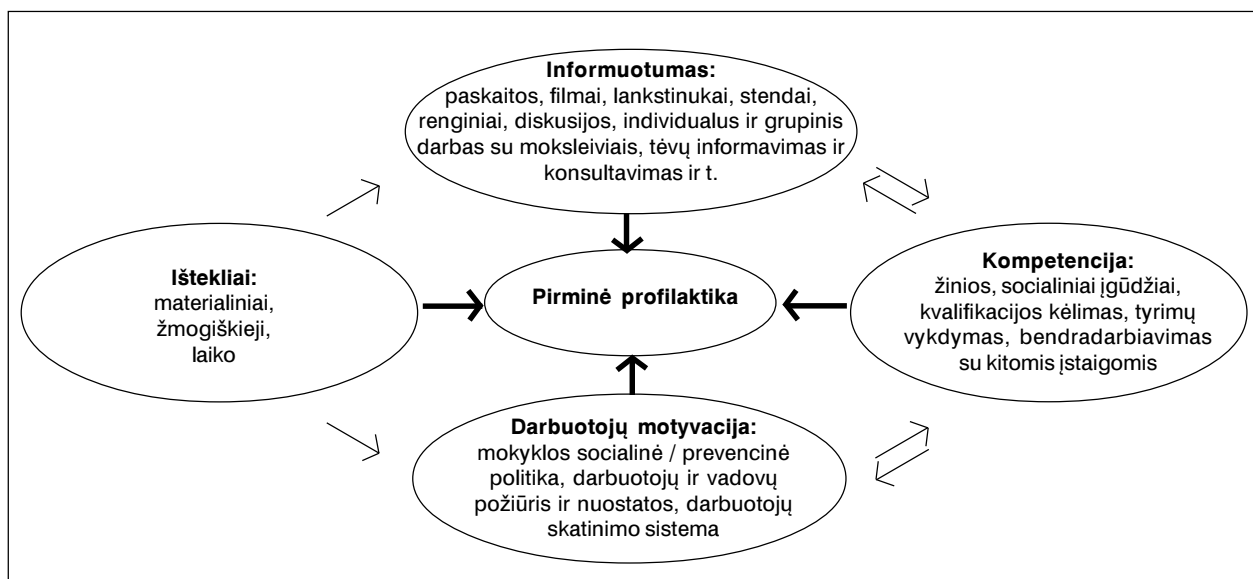 Informuotumas:
paskaitos, filmai, lankstinukai, stendai,
renginiai, diskusijos, individualus ir grupinis
darbas su moksleiviais, tėvų informavimas ir
konsultavimas ir t.
Ištekliai:
materialiniai,
žmogiškieji,
laiko
Pirminė profilaktika
Kompetencija:
žinios, socialiniai įgūdžiai,
kvalifikacijos kėlimas, tyrimų
vykdymas, bendradarbiavimas
su kitomis įstaigomis
Darbuotojų motyvacija:
mokyklos socialinė / prevencinė
politika, darbuotojų ir vadovų
požiūris ir nuostatos, darbuotojų
skatinimo sistema